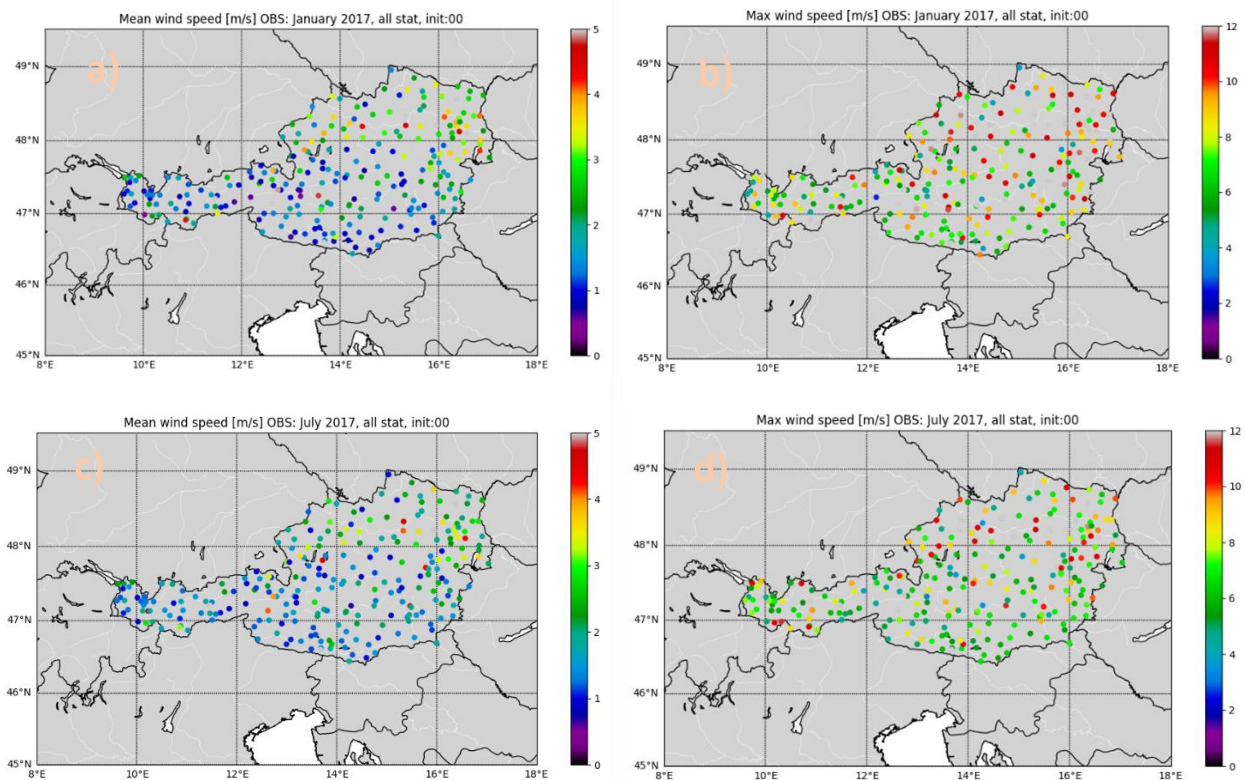 Mean wind speed [m/s] OBS: January 2017, all stat, init:00
a)
49°N
48°N
47°N
46°N
45°N
8°E
10°E
12°E
14°E
16°E
18°E
5
4
3
2
1
0
Max wind speed [m/s] OBS: January 2017, all stat, init:00
b)
49°N
48°N
47°N
46°N
45°N
8°E
10°E
12°E
14°E
16°E
18°E
12
10
8
6
4
2
0
Mean wind speed [m/s] OBS: July 2017, all stat, init:00
c)
49°N
48°N
47°N
46°N
45°N
8°E
10°E
12°E
14°E
16°E
18°E
5
4
3
2
1
0
Max wind speed [m/s] OBS: July 2017, all stat, init:00
d)
49°N
48°N
47°N
46°N
45°N
8°E
10°E
12°E
14°E
16°E
18°E
12
10
8
6
4
2
0